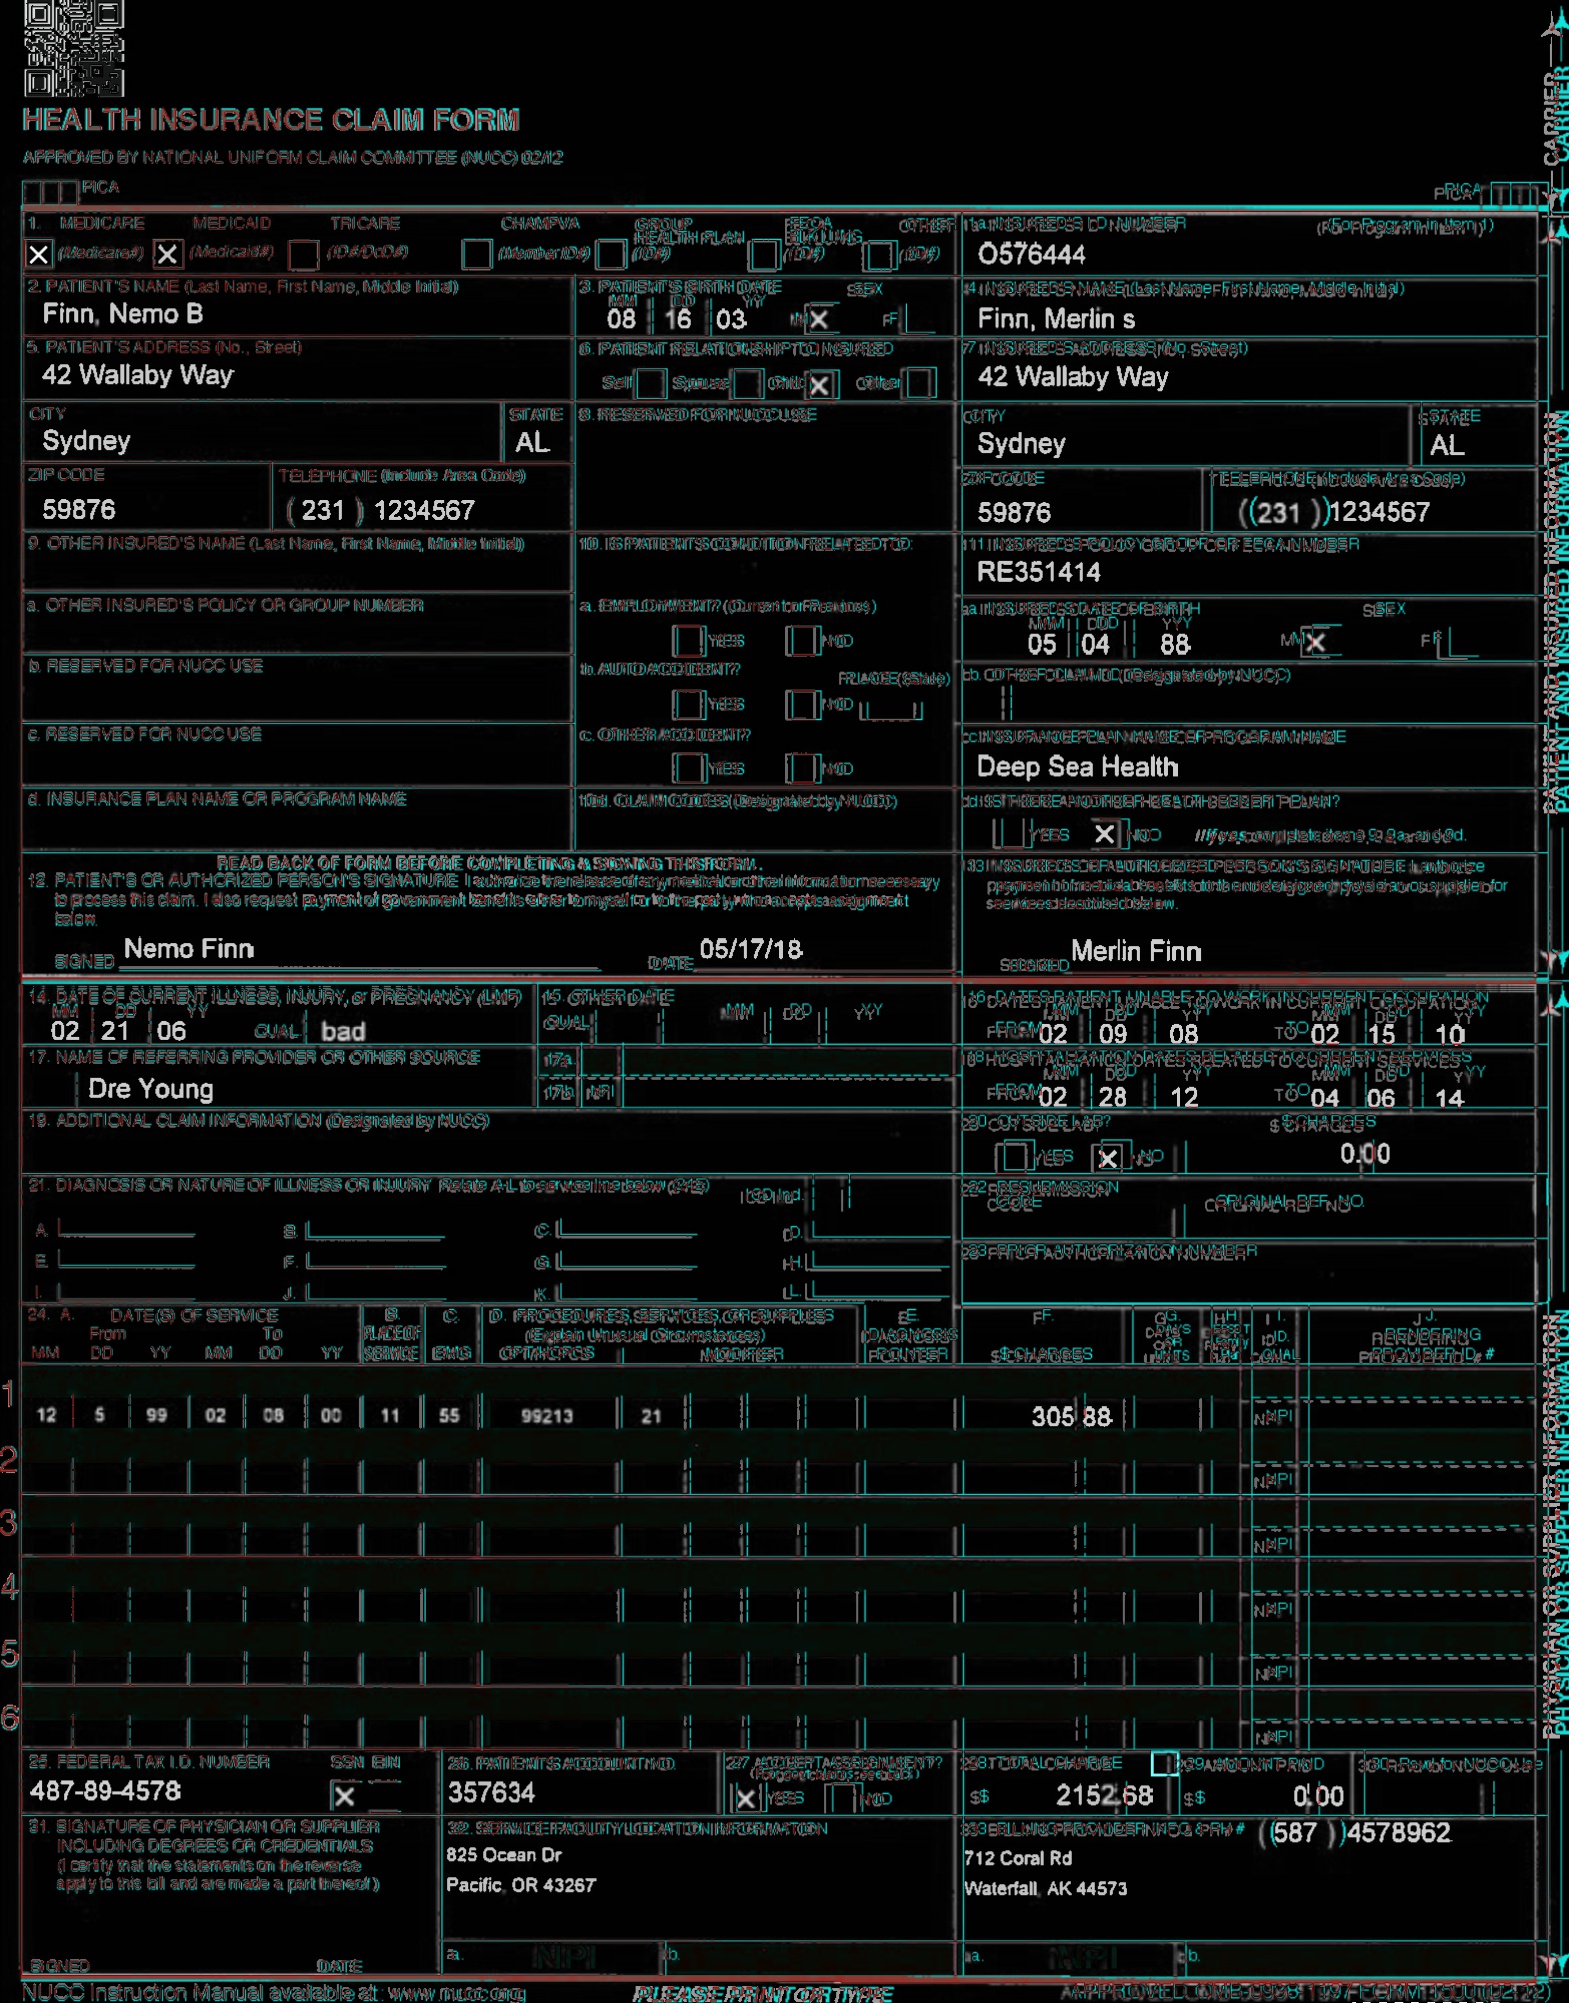 HEALTH INSURANCE CLAIM FORM
APPROVED BY NATIONAL UNIFORM CLAIM COMMITTEE (NUCC) 02/12
PICA
PICA
CARRIER
1. MEDICARE MEDICAID TRICARE CHAMPVA GROUP HEALTH PLAN FECA BLK LUNG OTHER
X (Medicare#) X (Medicaid#) (ID#/DoD#) (Member ID#) (ID#) (ID#) (ID#)
1a. INSURED'S I.D. NUMBER (For Program in Item 1)
O576444
2. PATIENT'S NAME (Last Name, First Name, Middle Initial)
Finn, Nemo B
3. PATIENT'S BIRTH DATE SEX
MM DD YY
08 16 03 M X F
4. INSURED'S NAME (Last Name, First Name, Middle Initial)
Finn, Merlin s
5. PATIENT'S ADDRESS (No., Street)
42 Wallaby Way
6. PATIENT RELATIONSHIP TO INSURED
Self Spouse Child X Other
7. INSURED'S ADDRESS (No., Street)
42 Wallaby Way
CITY STATE
Sydney AL
8. RESERVED FOR NUCC USE
CITY STATE
Sydney AL
ZIP CODE TELEPHONE (Include Area Code)
59876 (231) 1234567
ZIP CODE TELEPHONE (Include Area Code)
59876 (231) 1234567
9. OTHER INSURED'S NAME (Last Name, First Name, Middle Initial)
10. IS PATIENT'S CONDITION RELATED TO:
11. INSURED'S POLICY GROUP OR FECA NUMBER
RE351414
a. OTHER INSURED'S POLICY OR GROUP NUMBER
a. EMPLOYMENT? (Current or Previous)
YES NO
a. INSURED'S DATE OF BIRTH SEX
MM DD YY
05 04 88 M X F
b. RESERVED FOR NUCC USE
b. AUTO ACCIDENT? PLACE (State)
YES NO
b. OTHER CLAIM ID (Designated by NUCC)
c. RESERVED FOR NUCC USE
c. OTHER ACCIDENT?
YES NO
c. INSURANCE PLAN NAME OR PROGRAM NAME
Deep Sea Health
d. INSURANCE PLAN NAME OR PROGRAM NAME
10d. CLAIM CODES (Designated by NUCC)
d. IS THERE ANOTHER HEALTH BENEFIT PLAN?
YES X NO If yes, complete items 9, 9a, and 9d.
PATIENT AND INSURED INFORMATION
READ BACK OF FORM BEFORE COMPLETING & SIGNING THIS FORM.
12. PATIENT'S OR AUTHORIZED PERSON'S SIGNATURE I authorize the release of any medical or other information necessary
to process this claim. I also request payment of government benefits either to myself or to the party who accepts assignment
below.
SIGNED Nemo Finn DATE 05/17/18
13. INSURED'S OR AUTHORIZED PERSON'S SIGNATURE I authorize
payment of medical benefits to the undersigned physician or supplier for
services described below.
SIGNED Merlin Finn
14. DATE OF CURRENT ILLNESS, INJURY, or PREGNANCY (LMP)
MM DD YY
02 21 06 QUAL. bad
15. OTHER DATE
QUAL. MM DD YY
16. DATES PATIENT UNABLE TO WORK IN CURRENT OCCUPATION
MM DD YY MM DD YY
FROM 02 09 08 TO 02 15 10
17. NAME OF REFERRING PROVIDER OR OTHER SOURCE
Dre Young
17a.
17b. NPI
18. HOSPITALIZATION DATES RELATED TO CURRENT SERVICES
MM DD YY MM DD YY
FROM 02 28 12 TO 04 06 14
19. ADDITIONAL CLAIM INFORMATION (Designated by NUCC)
20. OUTSIDE LAB? $ CHARGES
YES X NO 0.00
21. DIAGNOSIS OR NATURE OF ILLNESS OR INJURY Relate A-L to service line below (24E) ICD Ind.
A. B. C. D.
E. F. G. H.
I. J. K. L.
22. RESUBMISSION CODE ORIGINAL REF. NO.
23. PRIOR AUTHORIZATION NUMBER
24. A. DATE(S) OF SERVICE B. C. D. PROCEDURES, SERVICES, OR SUPPLIES E. F. G. H. I. J.
From To PLACE OF (Explain Unusual Circumstances) DIAGNOSIS DAYS OR ID. RENDERING
MM DD YY MM DD YY SERVICE EMG CPT/HCPCS MODIFIER POINTER $ CHARGES UNITS QUAL. PROVIDER ID. #
1
12 5 99 02 08 00 11 55 99213 21 305 88 NPI
2
NPI
3
NPI
4
NPI
5
NPI
6
NPI
PHYSICIAN OR SUPPLIER INFORMATION
25. FEDERAL TAX I.D. NUMBER SSN EIN
487-89-4578 X
26. PATIENT'S ACCOUNT NO.
357634
27. ACCEPT ASSIGNMENT?
X YES NO
28. TOTAL CHARGE
$ 2152 68
29. AMOUNT PAID
$ 0.00
30. Rsvd for NUCC Use
31. SIGNATURE OF PHYSICIAN OR SUPPLIER
INCLUDING DEGREES OR CREDENTIALS
(I certify that the statements on the reverse
apply to this bill and are made a part thereof.)
SIGNED DATE
32. SERVICE FACILITY LOCATION INFORMATION
825 Ocean Dr
Pacific, OR 43267
a. NPI b.
33. BILLING PROVIDER INFO & PH # (587) 4578962
712 Coral Rd
Waterfall, AK 44573
a. NPI b.
NUCC Instruction Manual available at: www.nucc.org
PLEASE PRINT OR TYPE